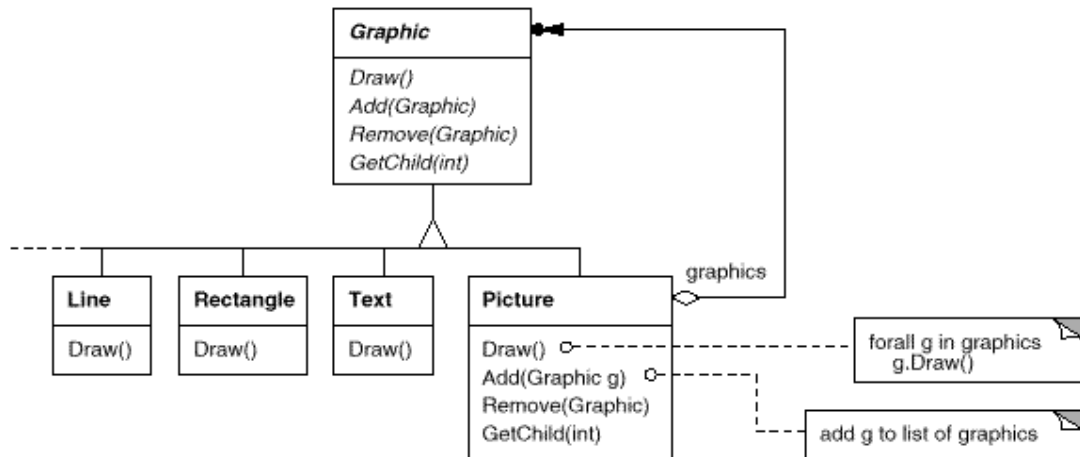 Graphic
Draw()
Add(Graphic)
Remove(Graphic)
GetChild(int)
graphics
Line
Draw()
Rectangle
Draw()
Text
Draw()
Picture
Draw()
Add(Graphic g)
Remove(Graphic)
GetChild(int)
forall g in graphics
g.Draw()
add g to list of graphics